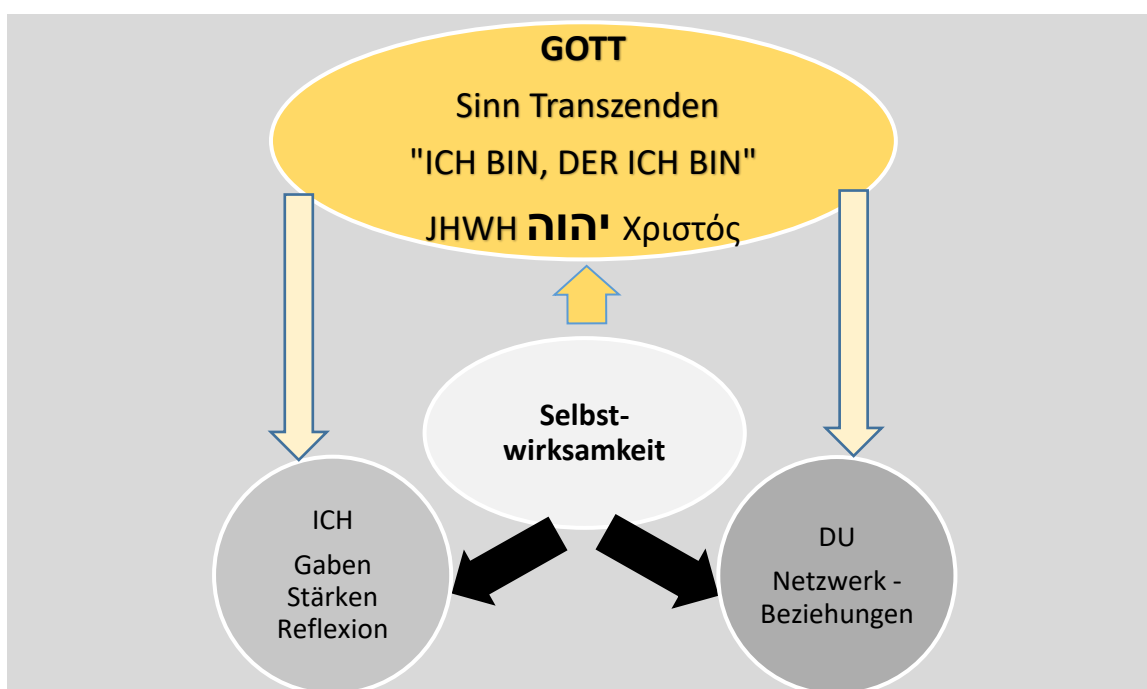 GOTT
Sinn Transzenden
"ICH BIN, DER ICH BIN"
JHWH יהוה Χριστός
Selbst-
wirksamkeit
ICH
Gaben
Stärken
Reflexion
DU
Netzwerk -
Beziehungen